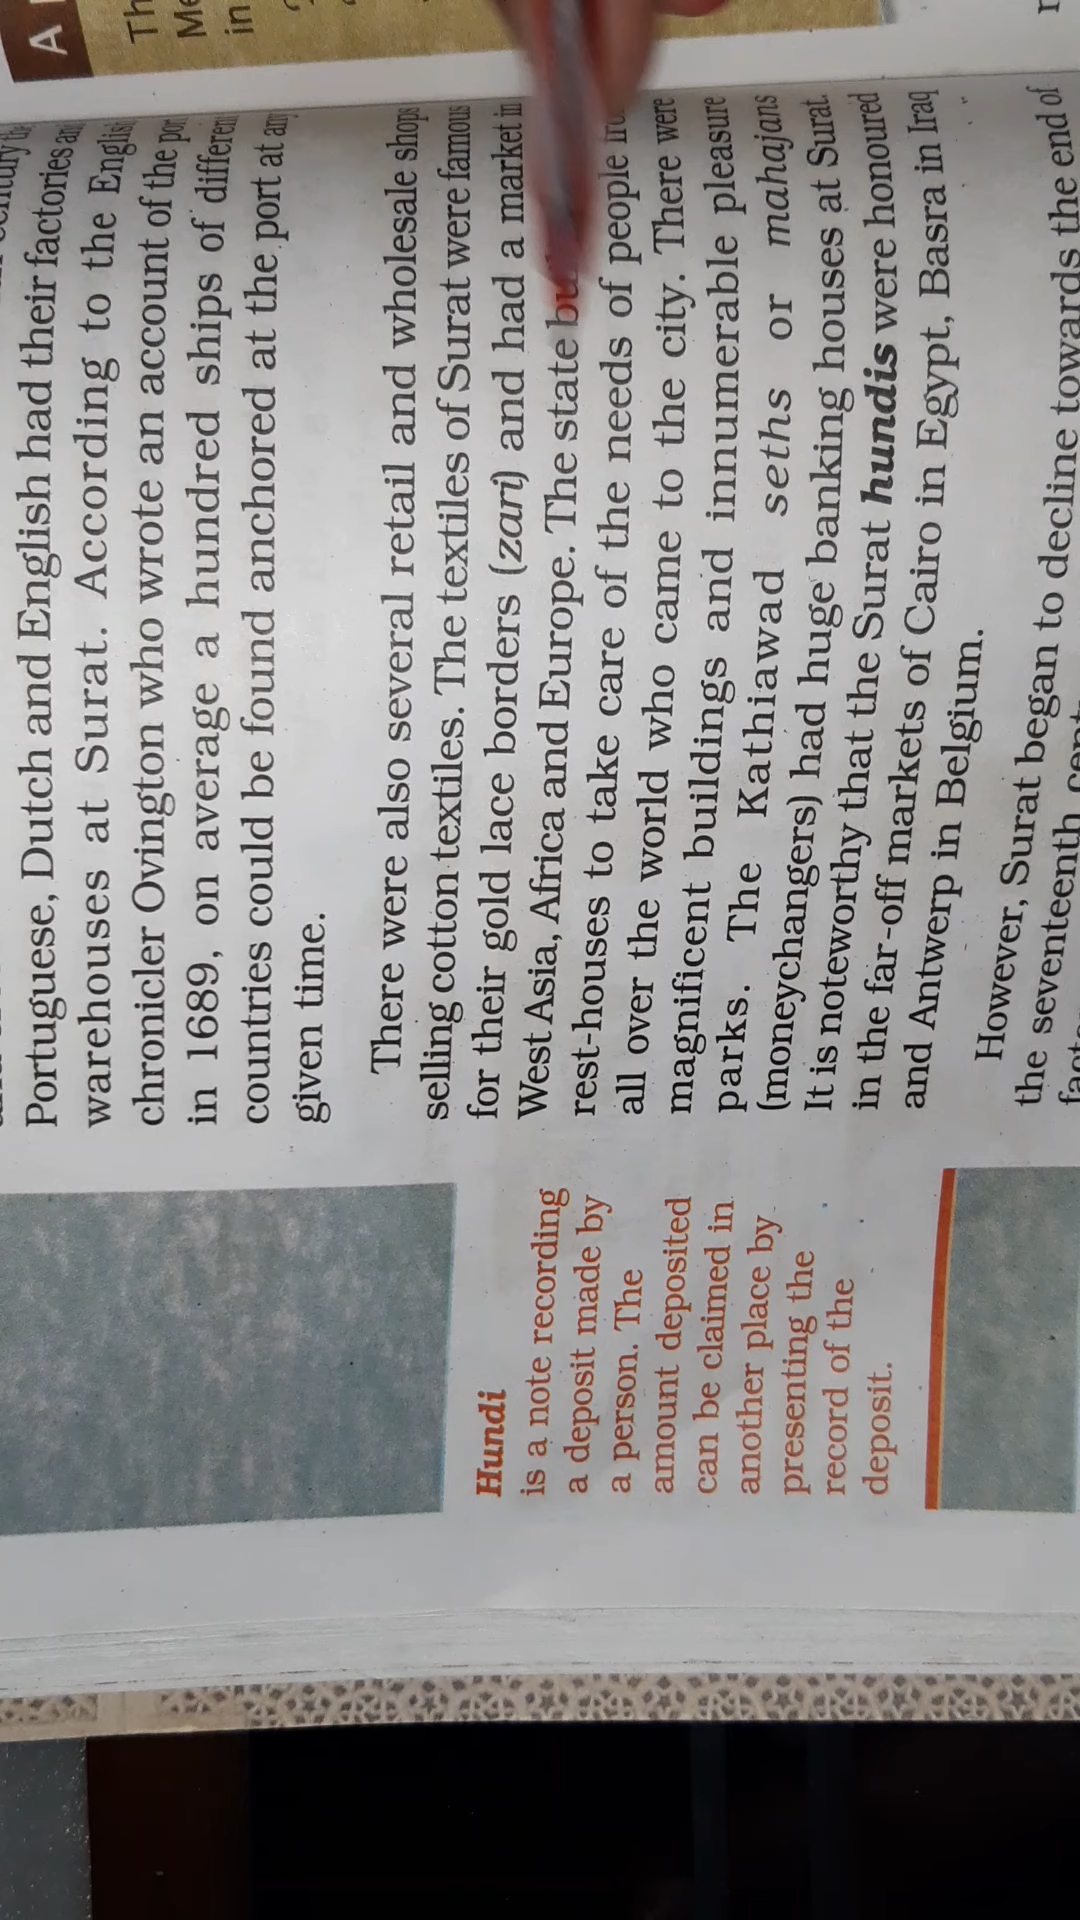 A
Th
Me
in
Portuguese, Dutch and English had their factories and
warehouses at Surat. According to the English
chronicler Ovington who wrote an account of the port
in 1689, on average a hundred ships of different
countries could be found anchored at the port at any
given time.
There were also several retail and wholesale shops
selling cotton textiles. The textiles of Surat were famous
for their gold lace borders (zari) and had a market in
West Asia, Africa and Europe. The state
rest-houses to take care of the needs of people
all over the world who came to the city. There were
magnificent buildings and innumerable pleasure
parks. The Kathiawad seths or mahajans
(moneychangers) had huge banking houses at Surat.
It is noteworthy that the Surat hundis were honoured
in the far-off markets of Cairo in Egypt, Basra in Iraq
and Antwerp in Belgium.
However, Surat began to decline towards the end of
the seventeenth
Hundi
is a note recording
a deposit made by
a person. The
amount deposited
can be claimed in
another place by
presenting the
record of the
deposit.